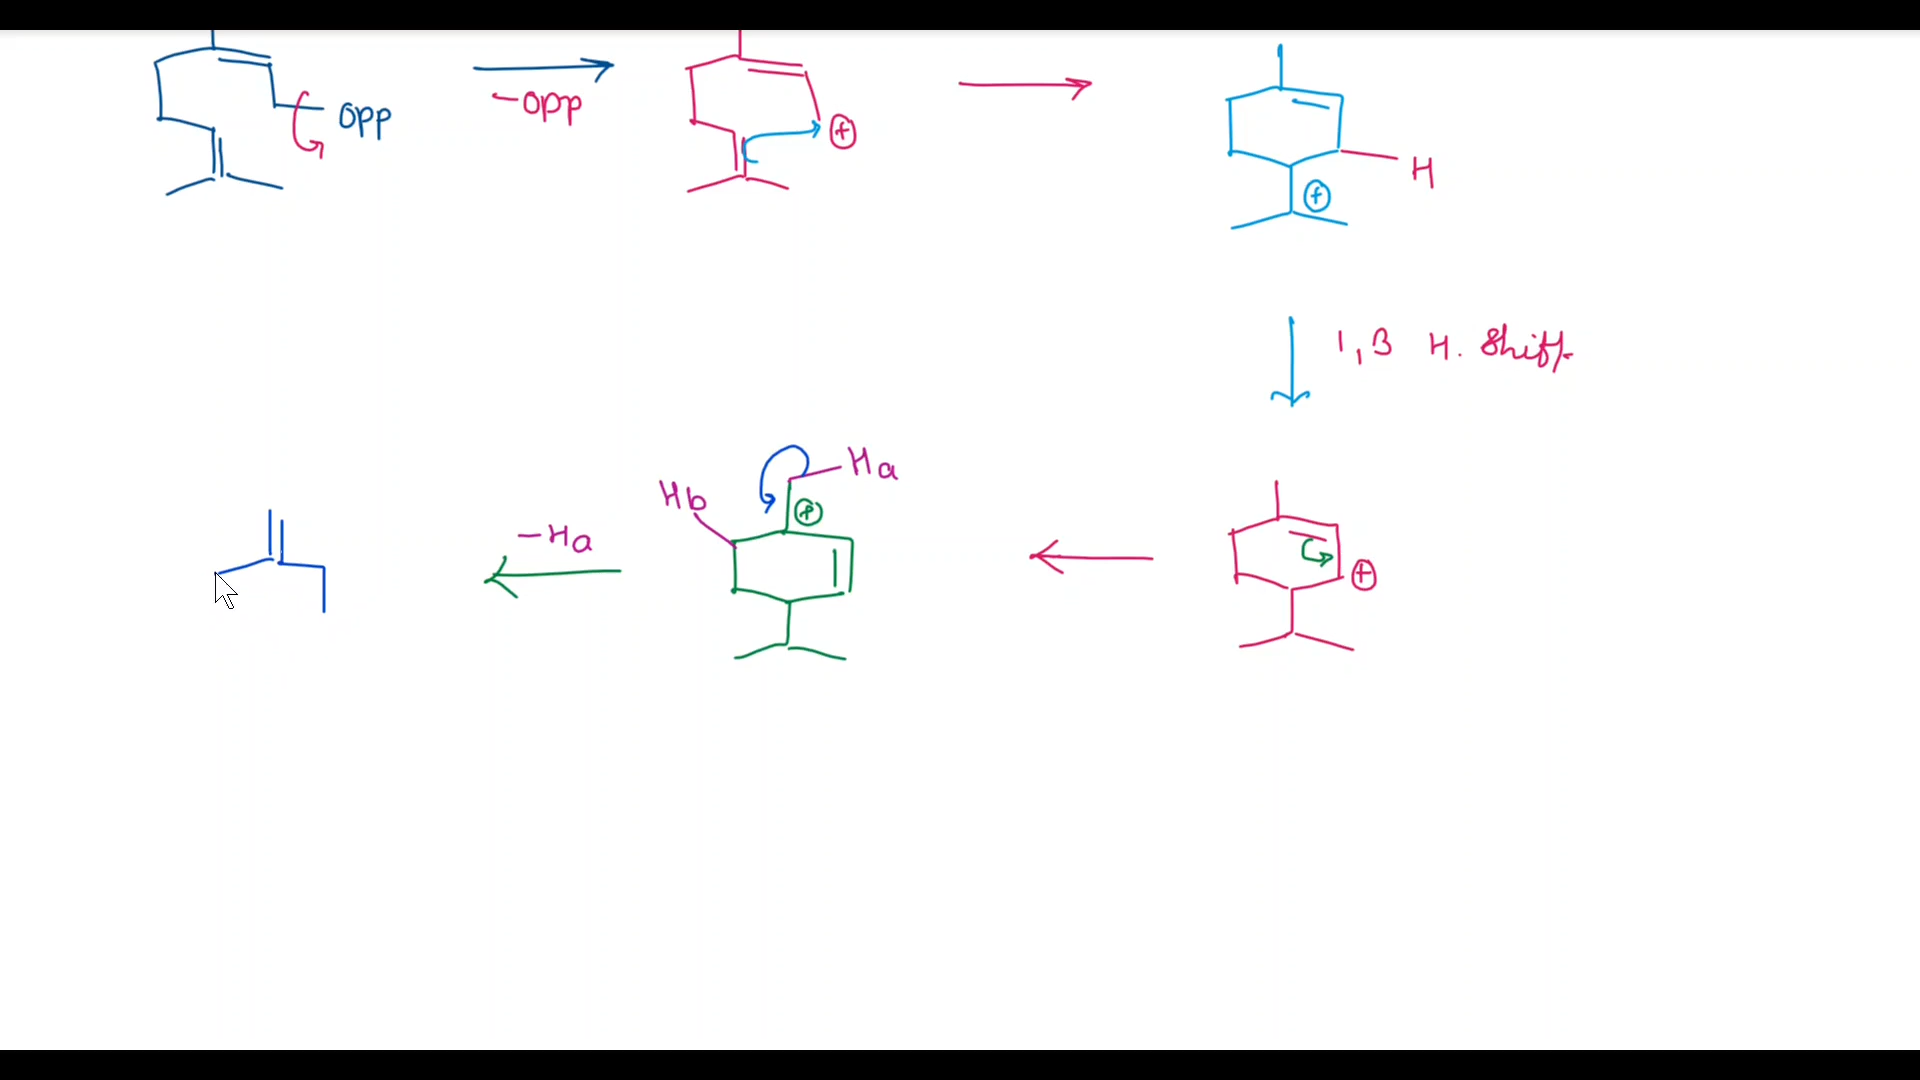 OPP
-OPP
⊕
⊕
H
1,3 H. Shift
Ha
Hb
⊕
-Ha
⊕